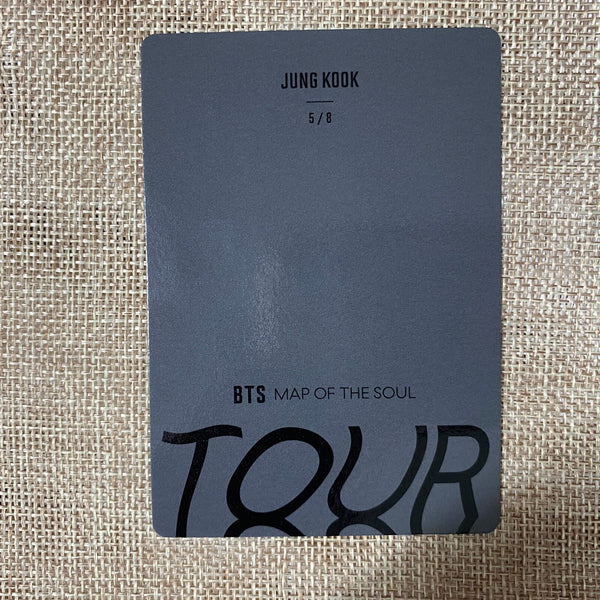 JUNG KOOK
5 / 8
BTS MAP OF THE SOUL
TOUR